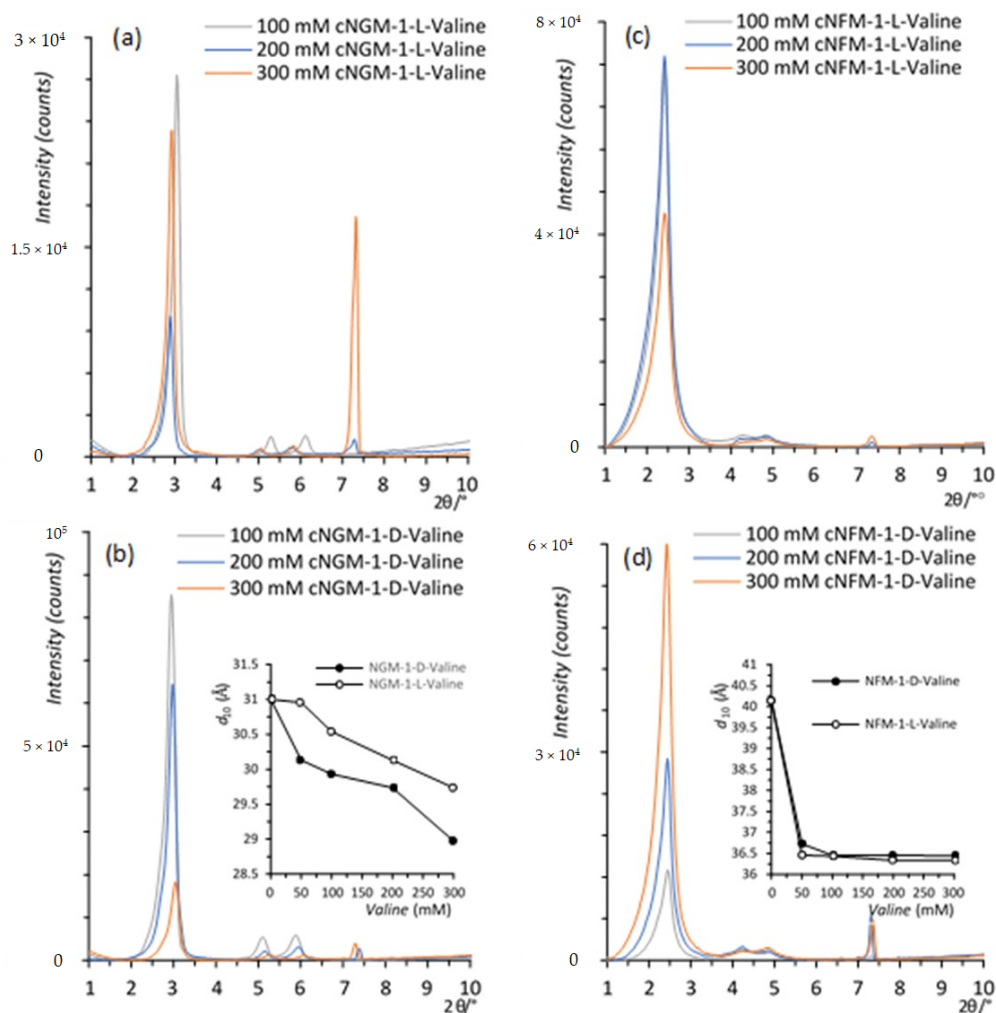 (a)
100 mM cNGM-1-L-Valine
200 mM cNGM-1-L-Valine
300 mM cNGM-1-L-Valine
Intensity (counts)
3 × 10⁴
1.5 × 10⁴
0
1 2 3 4 5 6 7 8 9 10
2θ/°
(c)
100 mM cNFM-1-L-Valine
200 mM cNFM-1-L-Valine
300 mM cNFM-1-L-Valine
Intensity (counts)
8 × 10⁴
4 × 10⁴
0
1 2 3 4 5 6 7 8 9 10
2θ/°°
(b)
100 mM cNGM-1-D-Valine
200 mM cNGM-1-D-Valine
300 mM cNGM-1-D-Valine
Intensity (counts)
10⁵
5 × 10⁴
0
1 2 3 4 5 6 7 8 9 10
2θ/°
NGM-1-D-Valine
NGM-1-L-Valine
d₁₀ (Å)
31.5
31
30.5
30
29.5
29
28.5
0 50 100 150 200 250 300
Valine (mM)
(d)
100 mM cNFM-1-D-Valine
200 mM cNFM-1-D-Valine
300 mM cNFM-1-D-Valine
Intensity (counts)
6 × 10⁴
3 × 10⁴
0
1 2 3 4 5 6 7 8 9 10
2θ/°
NFM-1-D-Valine
NFM-1-L-Valine
d₁₀ (Å)
41
40.5
40
39.5
39
38.5
38
37.5
37
36.5
36
0 50 100 150 200 250 300
Valine (mM)